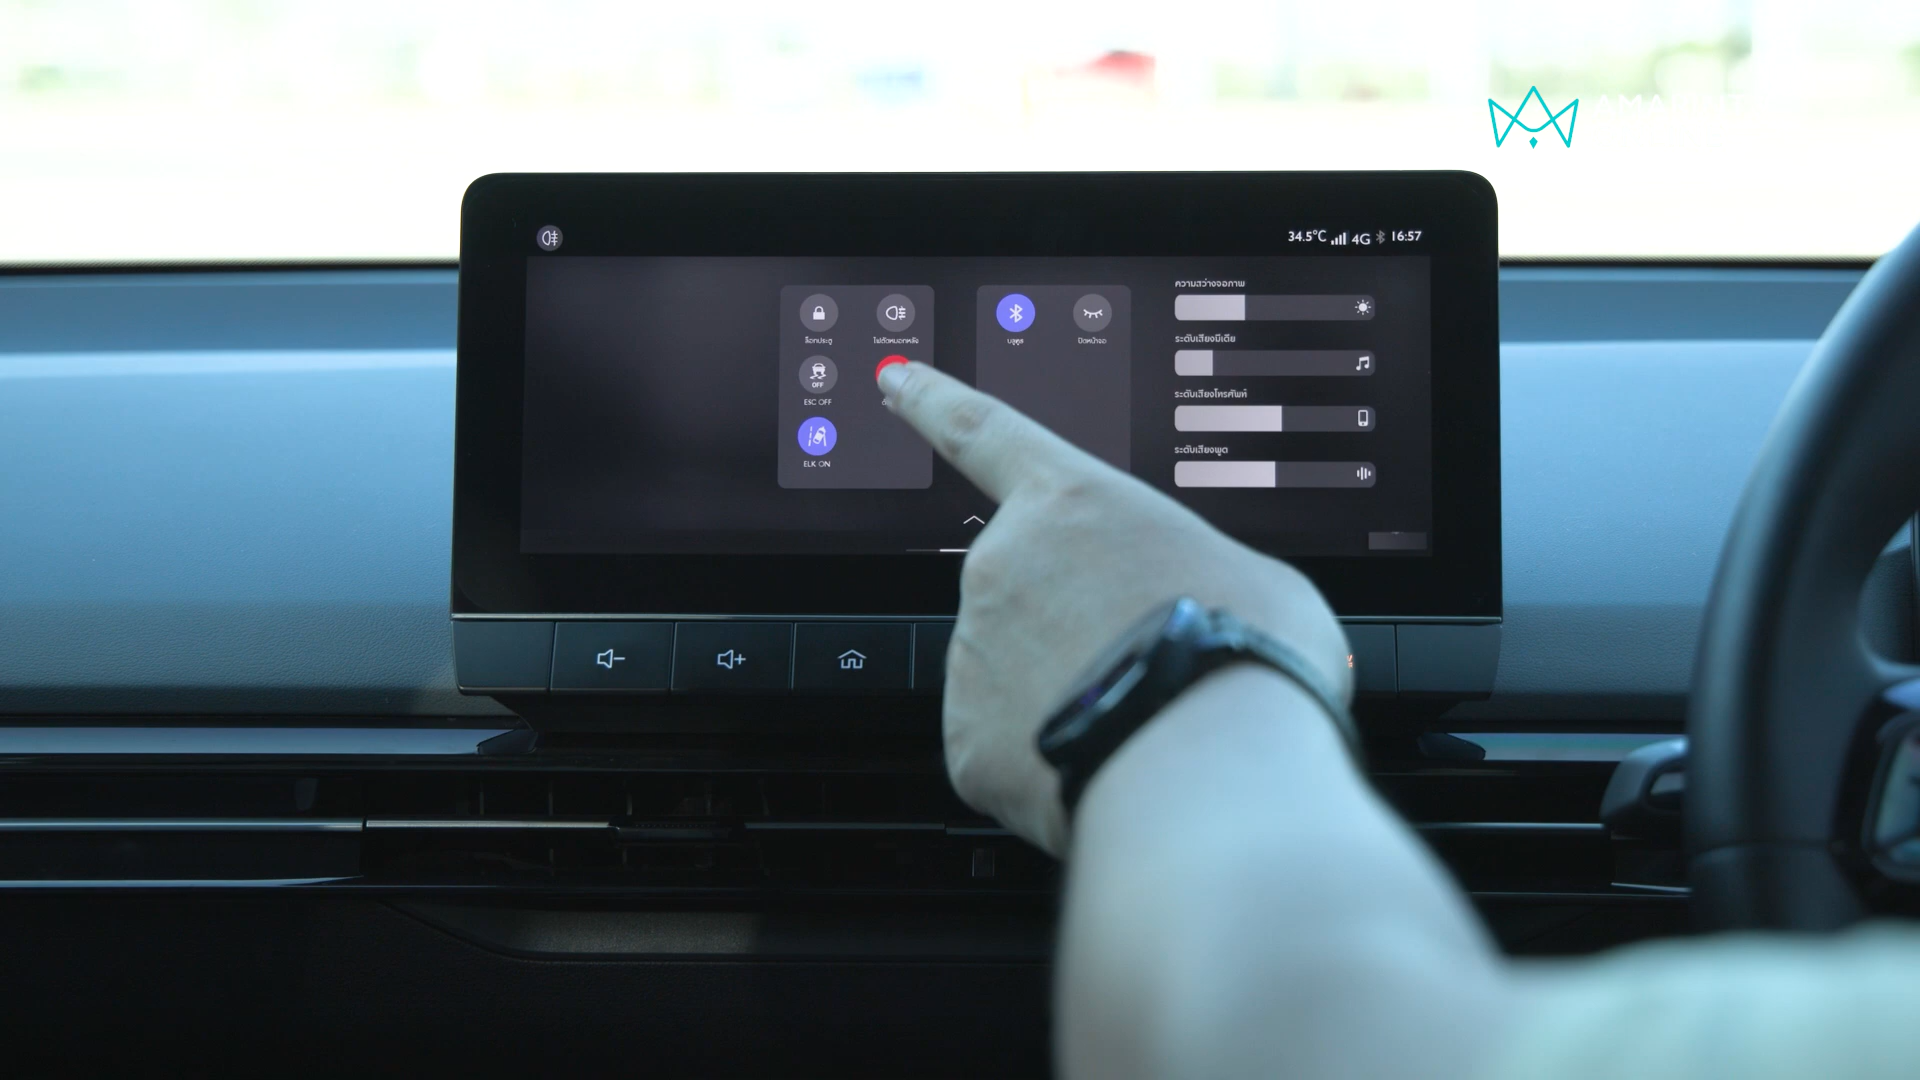 AMA
34.5°C 4G 16:57
ล็อกประตู
ไฟตัดหมอกหลัง
OFF
ESC OFF
ELK ON
บลูทูธ
ปิดหน้าจอ
ความสว่างจอภาพ
ระดับเสียงมีเดีย
ระดับเสียงโทรศัพท์
ระดับเสียงพูด